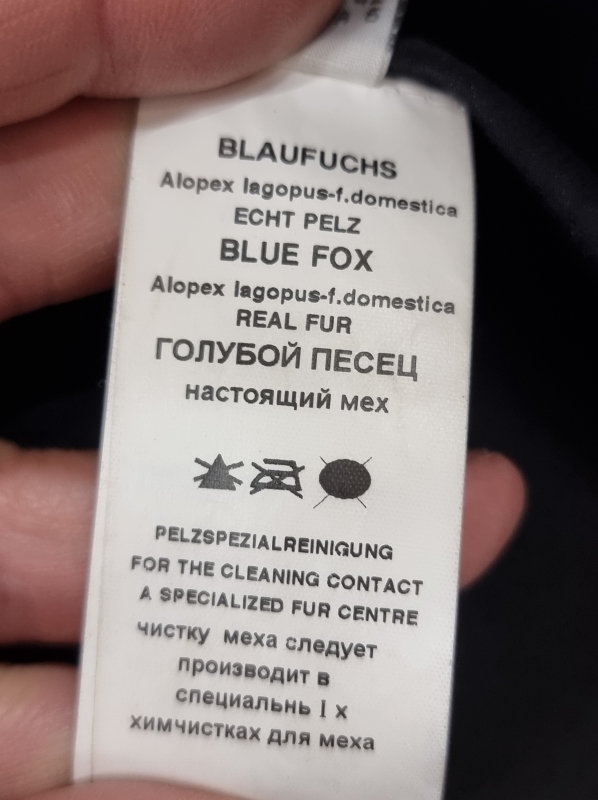 BLAUFUCHS
Alopex lagopus-f.domestica
ECHT PELZ
BLUE FOX
Alopex lagopus-f.domestica
REAL FUR
ГОЛУБОЙ ПЕСЕЦ
настоящий мех
PELZSPEZIALREINIGUNG
FOR THE CLEANING CONTACT
A SPECIALIZED FUR CENTRE
чистку меха следует
производит в
специальнь I х
химчистках для меха